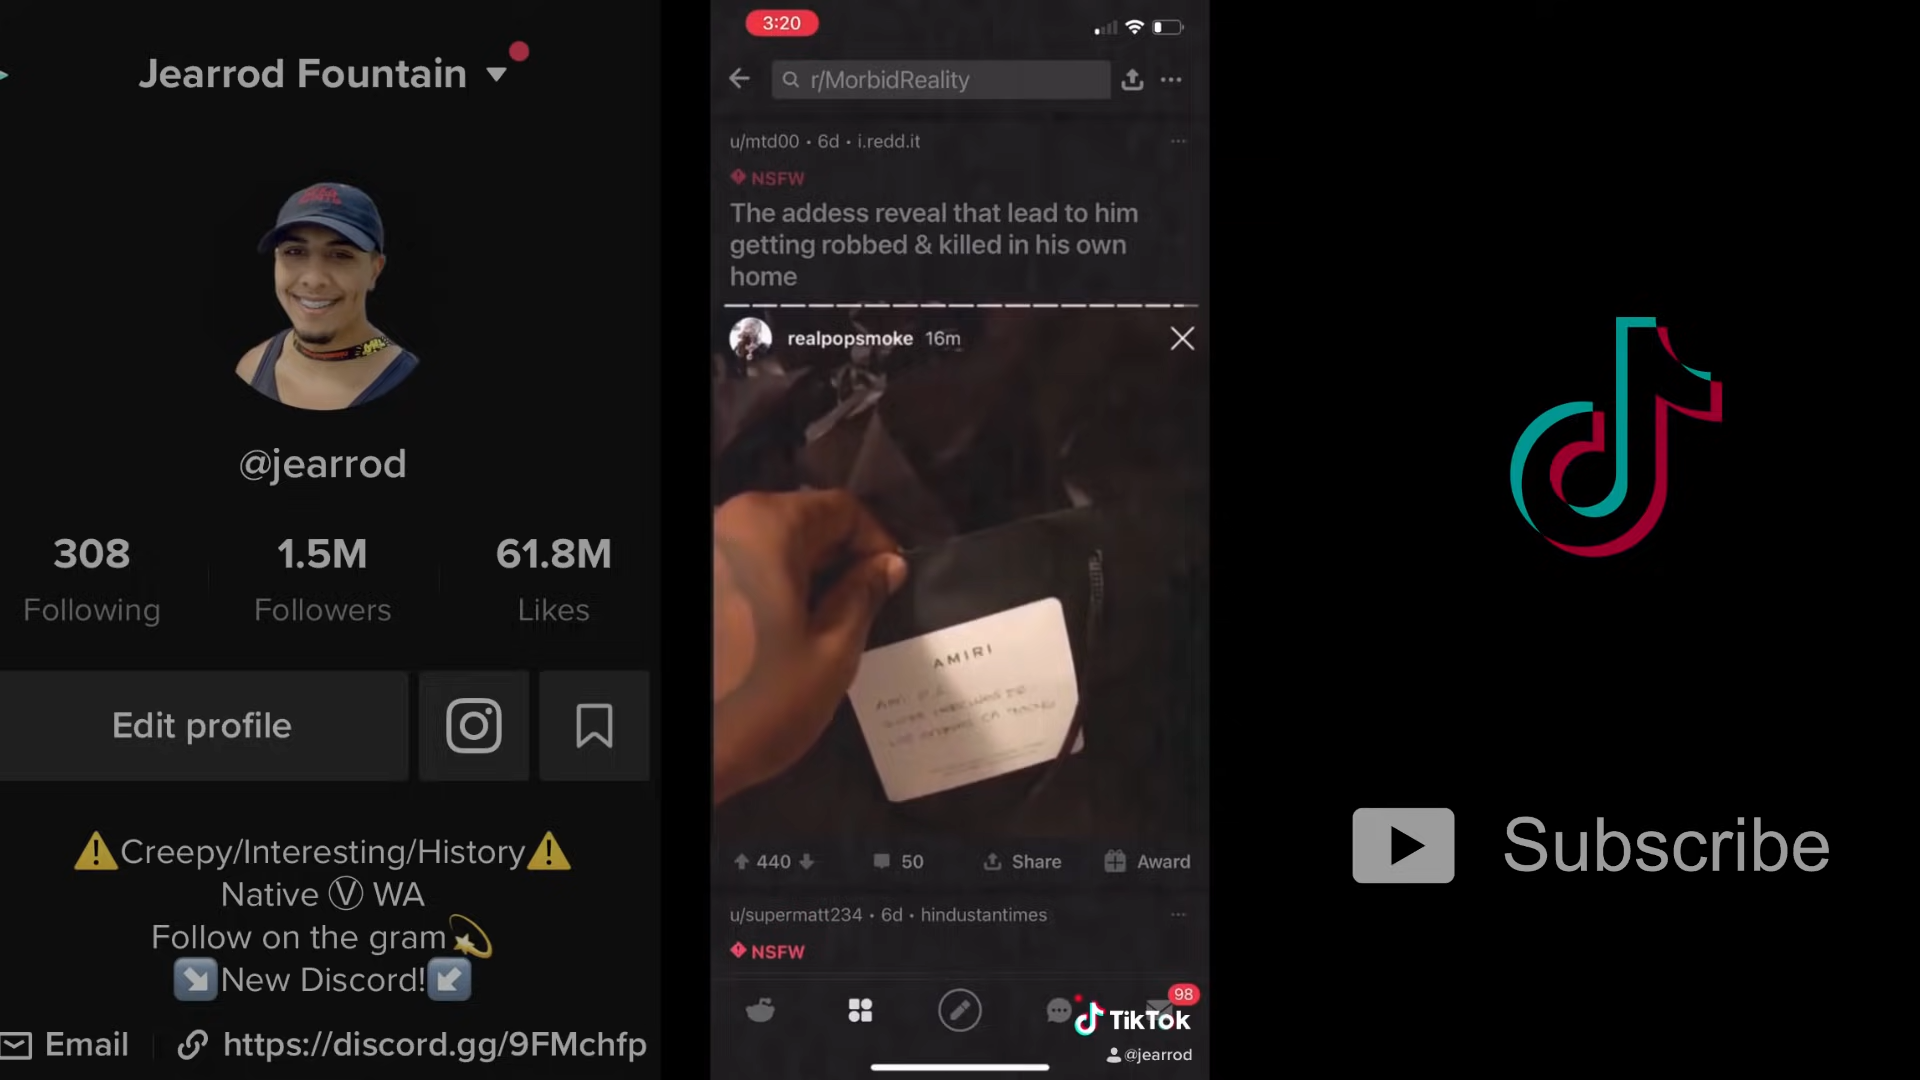 Jearrod Fountain
@jearrod
308
Following
1.5M
Followers
61.8M
Likes
Edit profile
⚠️Creepy/Interesting/History⚠️
Native Ⓥ WA
Follow on the gram💫
↘️New Discord!↙️
Email
https://discord.gg/9FMchfp
3:20
r/MorbidReality
u/mtd00 • 6d • i.redd.it
NSFW
The addess reveal that lead to him
getting robbed & killed in his own
home
realpopsmoke 16m
AMIRI
440
50
Share
Award
u/supermatt234 • 6d • hindustantimes
NSFW
98
TikTok
@jearrod
Subscribe